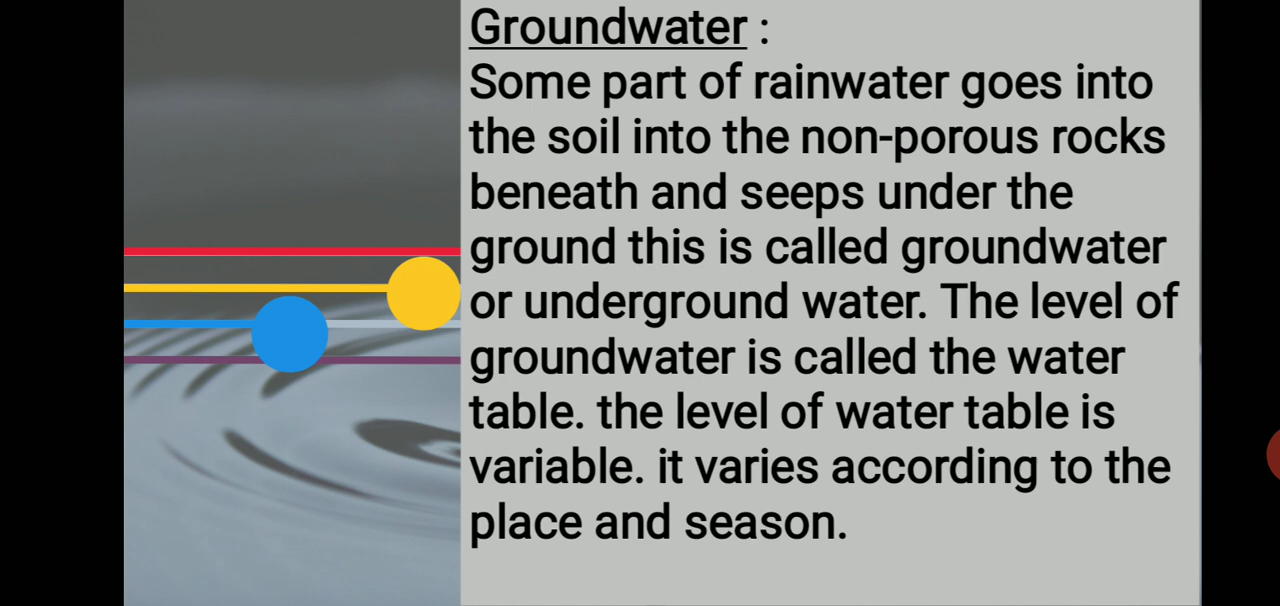 Groundwater :
Some part of rainwater goes into
the soil into the non-porous rocks
beneath and seeps under the
ground this is called groundwater
or underground water. The level of
groundwater is called the water
table. the level of water table is
variable. it varies according to the
place and season.